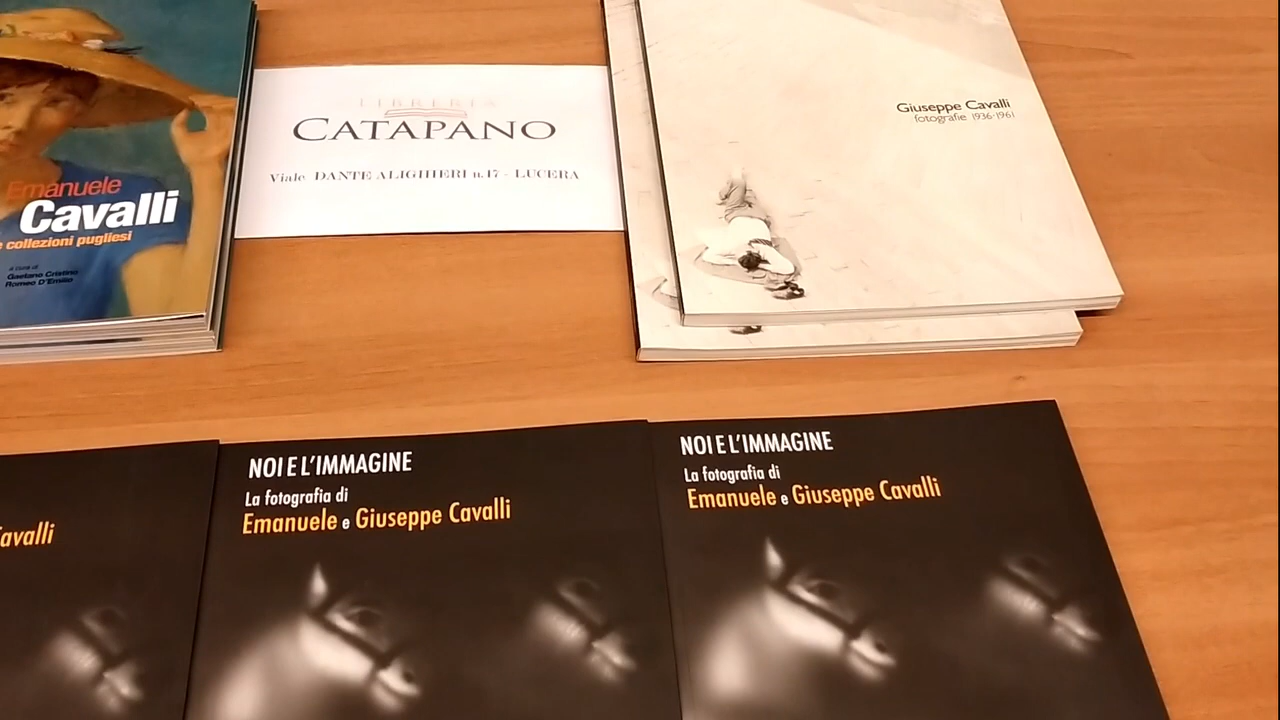 Emanuele
Cavalli
e collezioni pugliesi
a cura di
Gaetano Cristino
Romeo D'Emilio
LIBRERIA
CATAPANO
Viale DANTE ALIGHIERI n.17 - LUCERA
Giuseppe Cavalli
fotografie 1936-1961
avalli
NOI E L'IMMAGINE
La fotografia di
Emanuele e Giuseppe Cavalli
NOI E L'IMMAGINE
La fotografia di
Emanuele e Giuseppe Cavalli